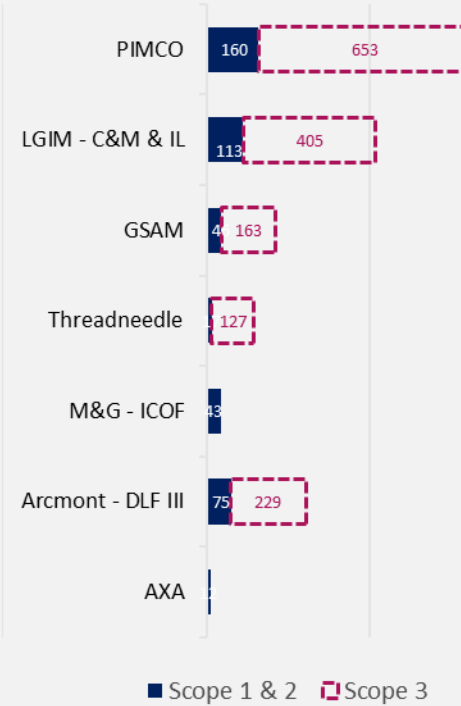 PIMCO 160 653
LGIM - C&M & IL 113 405
GSAM 163
Threadneedle 127
M&G - ICOF 43
Arcmont - DLF III 75 229
AXA
Scope 1 & 2 Scope 3